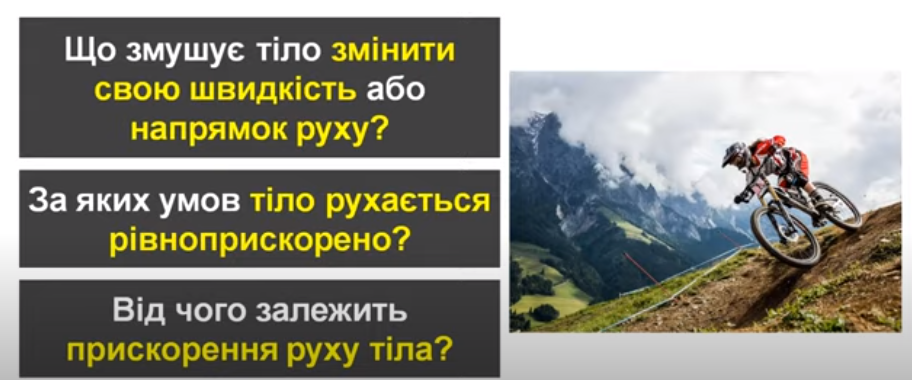 Що змушує тіло змінити
свою швидкість або
напрямок руху?
За яких умов тіло рухається
рівноприскорено?
Від чого залежить
прискорення руху тіла?